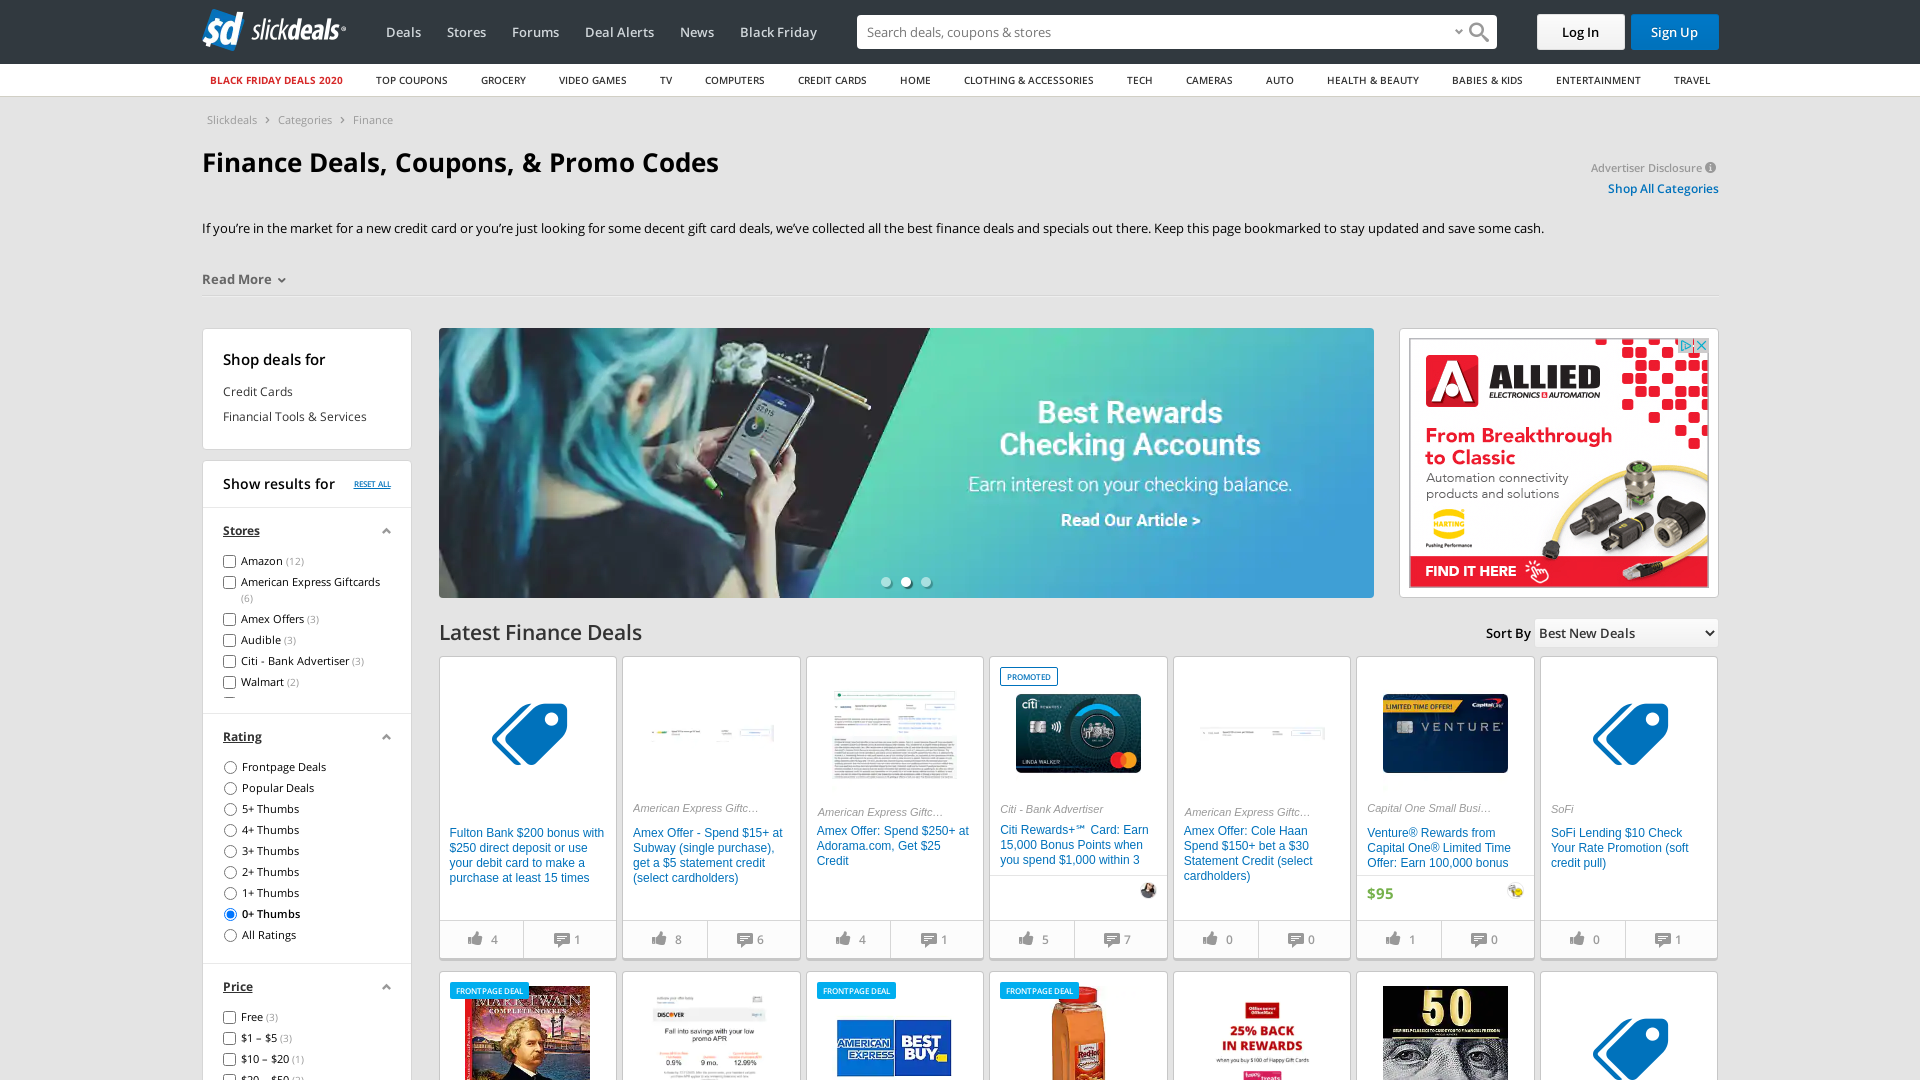 slickdeals
Deals
Stores
Forums
Deal Alerts
News
Black Friday
Search deals, coupons & stores
Log In
Sign Up
BLACK FRIDAY DEALS 2020
TOP COUPONS
GROCERY
VIDEO GAMES
TV
COMPUTERS
CREDIT CARDS
HOME
CLOTHING & ACCESSORIES
TECH
CAMERAS
AUTO
HEALTH & BEAUTY
BABIES & KIDS
ENTERTAINMENT
TRAVEL
Slickdeals > Categories > Finance
Finance Deals, Coupons, & Promo Codes
Advertiser Disclosure
Shop All Categories
If you’re in the market for a new credit card or you’re just looking for some decent gift card deals, we’ve collected all the best finance deals and specials out there. Keep this page bookmarked to stay updated and save some cash.
Read More
Shop deals for
Credit Cards
Financial Tools & Services
Show results for RESET ALL
Stores
Amazon (12)
American Express Giftcards
(6)
Amex Offers (3)
Audible (3)
Citi - Bank Advertiser (3)
Walmart (2)
Rating
Frontpage Deals
Popular Deals
5+ Thumbs
4+ Thumbs
3+ Thumbs
2+ Thumbs
1+ Thumbs
0+ Thumbs
All Ratings
Price
Free (3)
$1 – $5 (3)
$10 – $20 (1)
$20 – $50 (2)
Best Rewards
Checking Accounts
Earn interest on your checking balance.
Read Our Article >
ALLIED
ELECTRONICS & AUTOMATION
From Breakthrough
to Classic
Automation connectivity
products and solutions
HARTING
Pushing Performance
FIND IT HERE
Latest Finance Deals
Sort By Best New Deals
Fulton Bank $200 bonus with
$250 direct deposit or use
your debit card to make a
purchase at least 15 times
4 1
American Express Giftc…
Amex Offer - Spend $15+ at
Subway (single purchase),
get a $5 statement credit
(select cardholders)
8 6
American Express Giftc…
Amex Offer: Spend $250+ at
Adorama.com, Get $25
Credit
4 1
PROMOTED
citi
LINDA WALKER
Citi - Bank Advertiser
Citi Rewards+℠ Card: Earn
15,000 Bonus Points when
you spend $1,000 within 3
5 7
American Express Giftc…
Amex Offer: Cole Haan
Spend $150+ bet a $30
Statement Credit (select
cardholders)
0 0
LIMITED TIME OFFER!
Capital One
VENTURE
Capital One Small Busi…
Venture® Rewards from
Capital One® Limited Time
Offer: Earn 100,000 bonus
$95
1 0
SoFi
SoFi Lending $10 Check
Your Rate Promotion (soft
credit pull)
0 1
FRONTPAGE DEAL
MARK TWAIN
COMPLETE NOVELS
DISCOVER
Fall into savings with your low
promo APR
0.9% 9 mo. 12.99%
FRONTPAGE DEAL
AMERICAN
EXPRESS
BEST
BUY
FRONTPAGE DEAL
RedHot
25% BACK
IN REWARDS
when you buy $100 of Happy Gift Cards
50